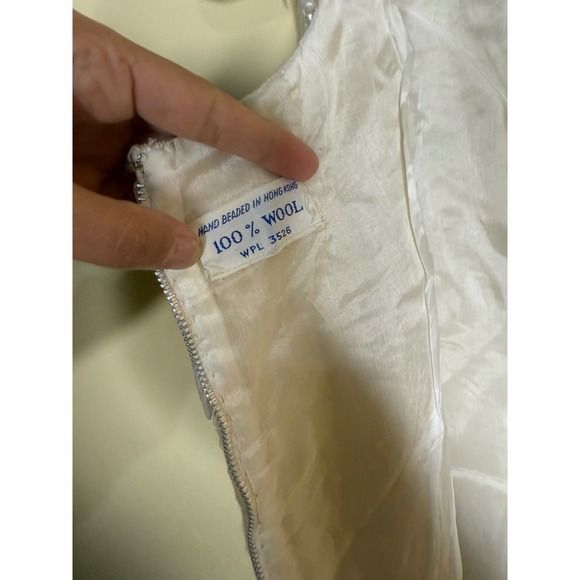 HAND BEADED IN HONG KONG
100 % WOOL
WPL 3526